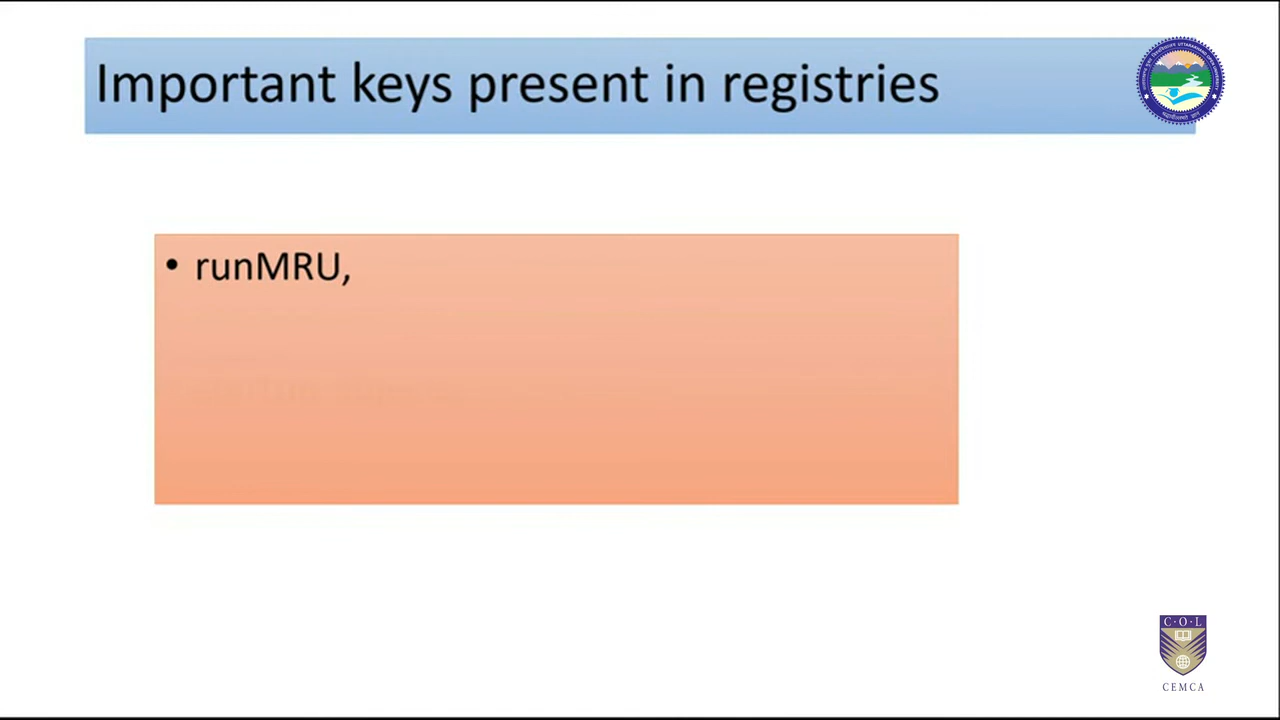 Important keys present in registries
• runMRU,
C·O·L
CEMCA